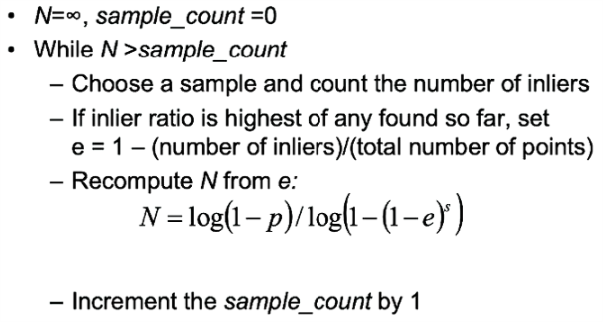 • N=∞, sample_count =0
• While N >sample_count
– Choose a sample and count the number of inliers
– If inlier ratio is highest of any found so far, set
e = 1 – (number of inliers)/(total number of points)
– Recompute N from e:
N = log(1 − p)/log(1 − (1 − e)^s)
– Increment the sample_count by 1